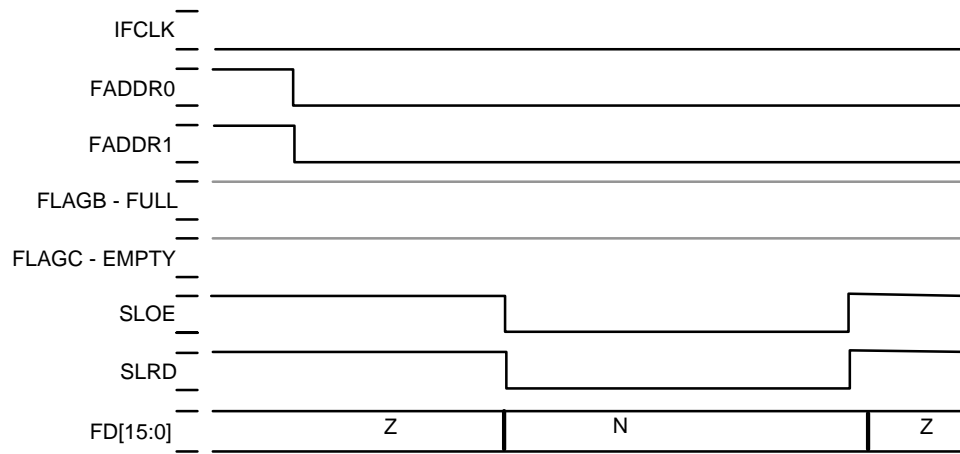 IFCLK
FADDR0
FADDR1
FLAGB - FULL
FLAGC - EMPTY
SLOE
SLRD
FD[15:0] Z N Z